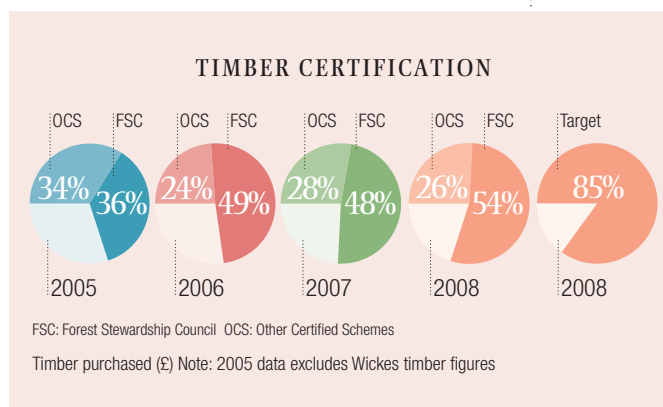 TIMBER CERTIFICATION
OCS FSC OCS FSC OCS FSC OCS FSC Target
34% 36% 24% 49% 28% 48% 26% 54% 85%
2005 2006 2007 2008 2008
FSC: Forest Stewardship Council OCS: Other Certified Schemes
Timber purchased (£) Note: 2005 data excludes Wickes timber figures